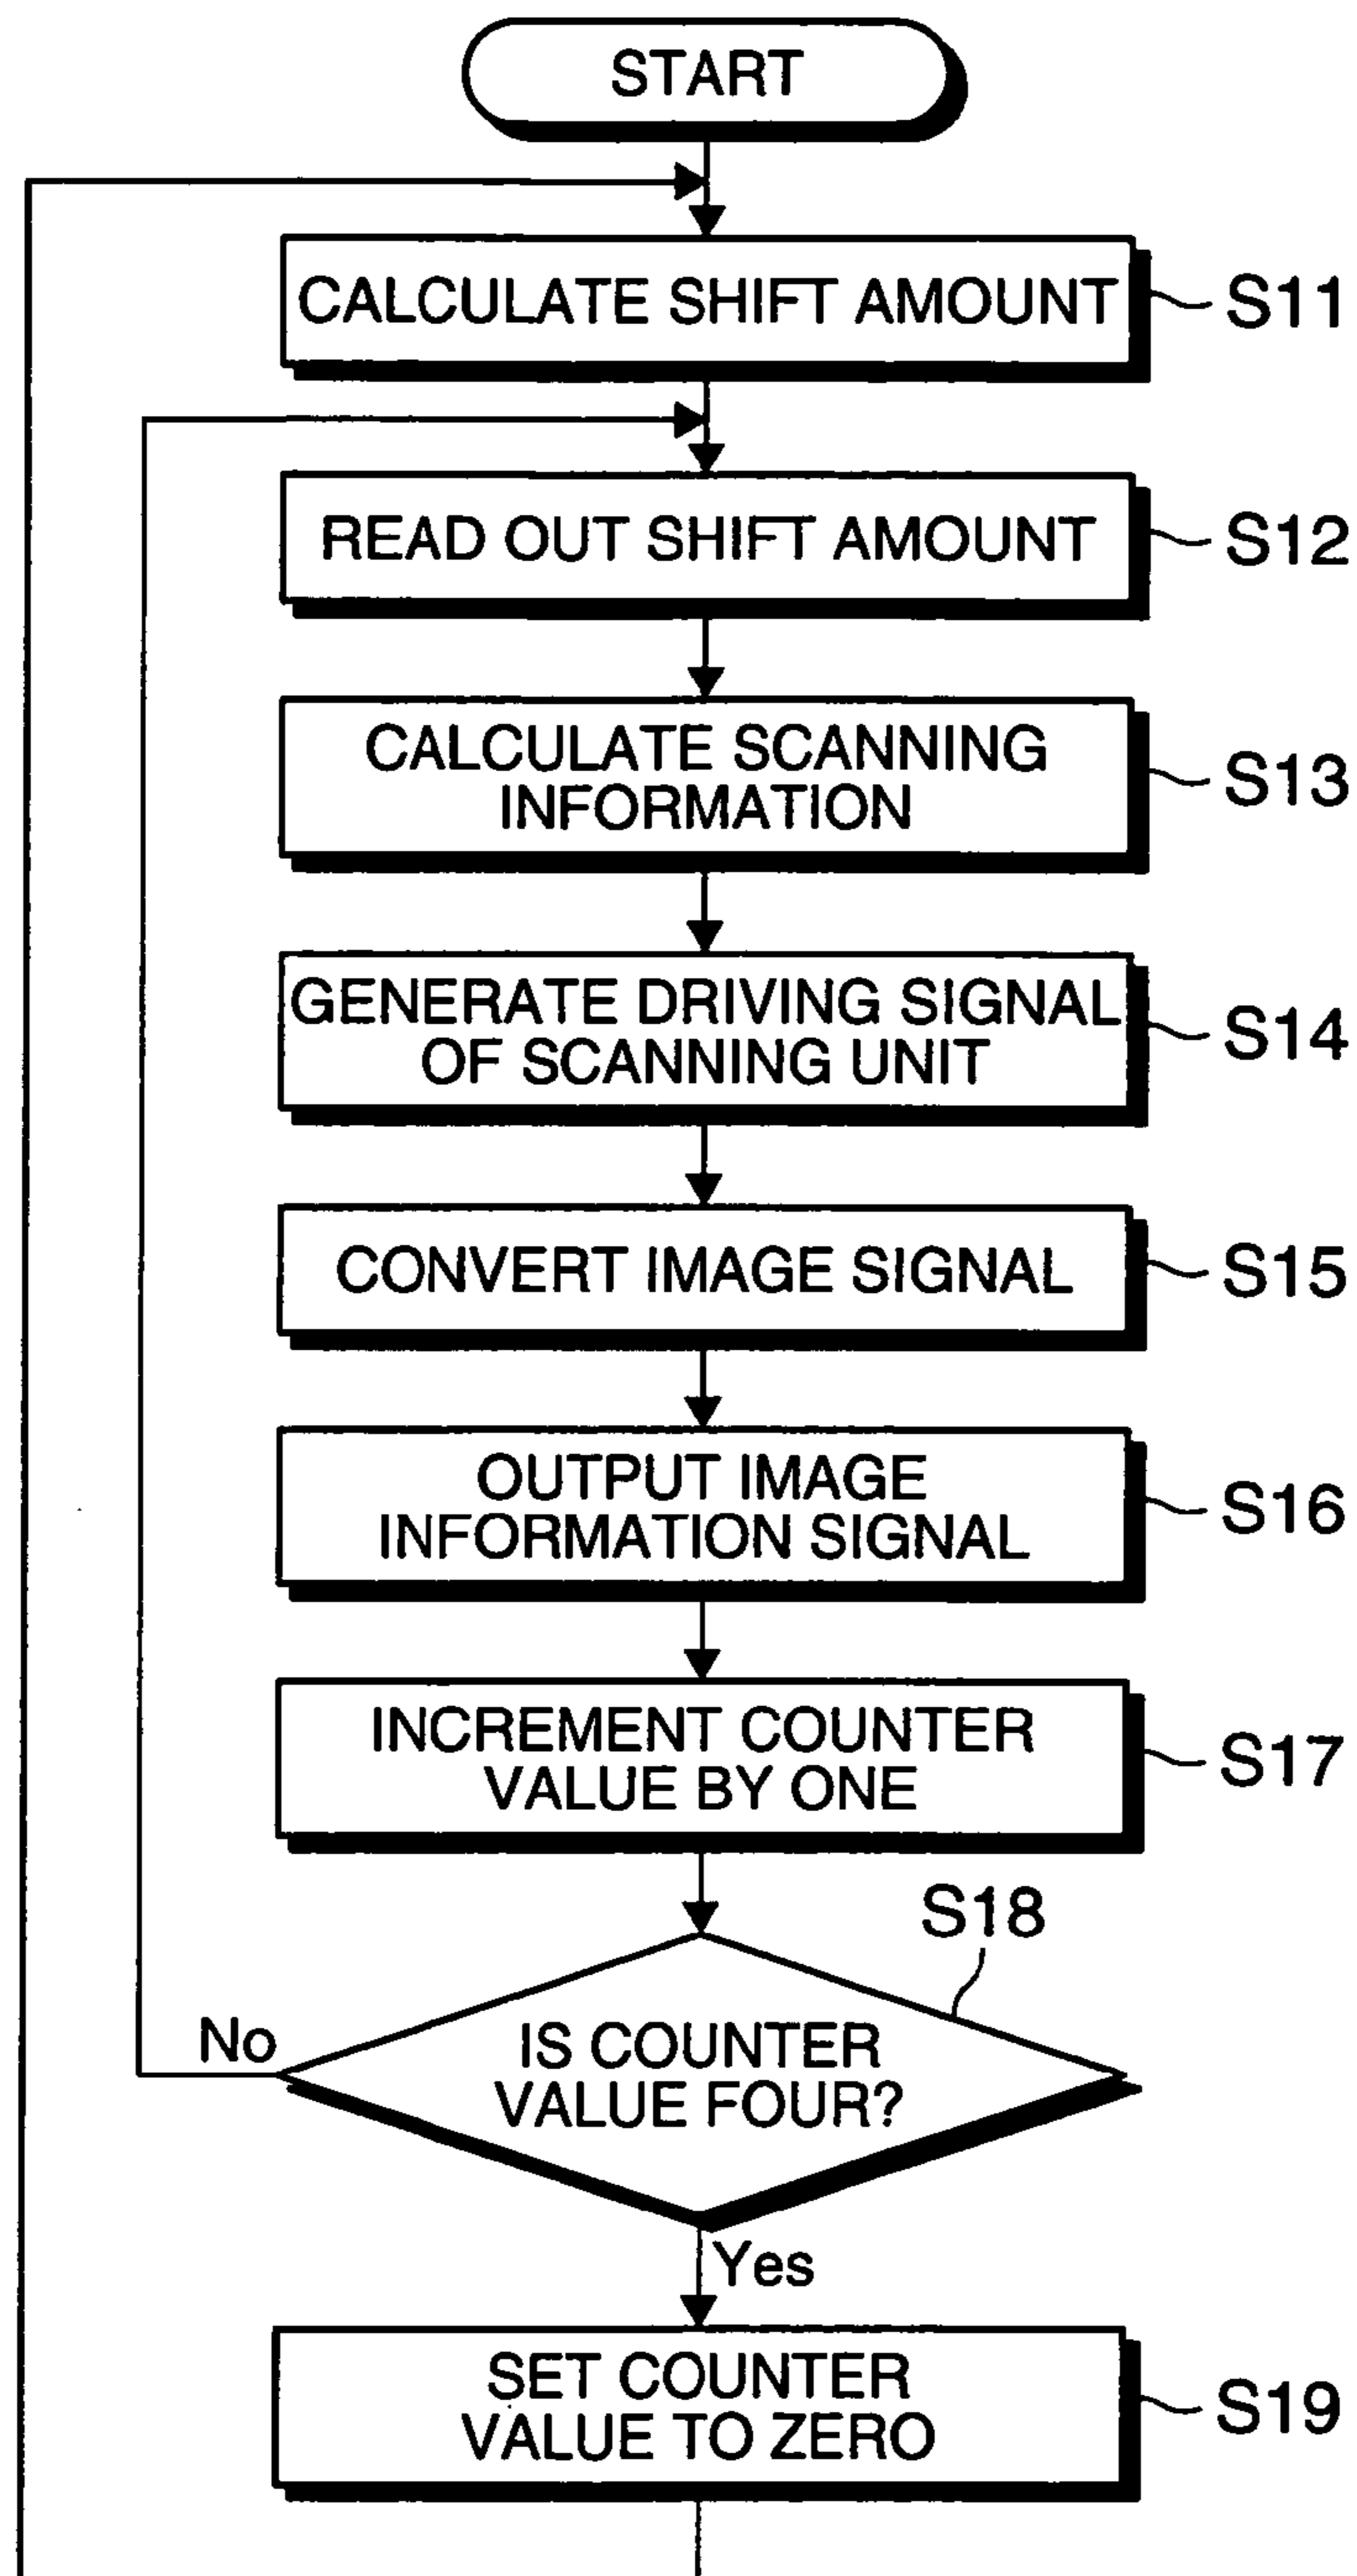 START
CALCULATE SHIFT AMOUNT
S11
READ OUT SHIFT AMOUNT
S12
CALCULATE SCANNING
INFORMATION
S13
GENERATE DRIVING SIGNAL
OF SCANNING UNIT
S14
CONVERT IMAGE SIGNAL
S15
OUTPUT IMAGE
INFORMATION SIGNAL
S16
INCREMENT COUNTER
VALUE BY ONE
S17
S18
No
IS COUNTER
VALUE FOUR?
Yes
SET COUNTER
VALUE TO ZERO
S19